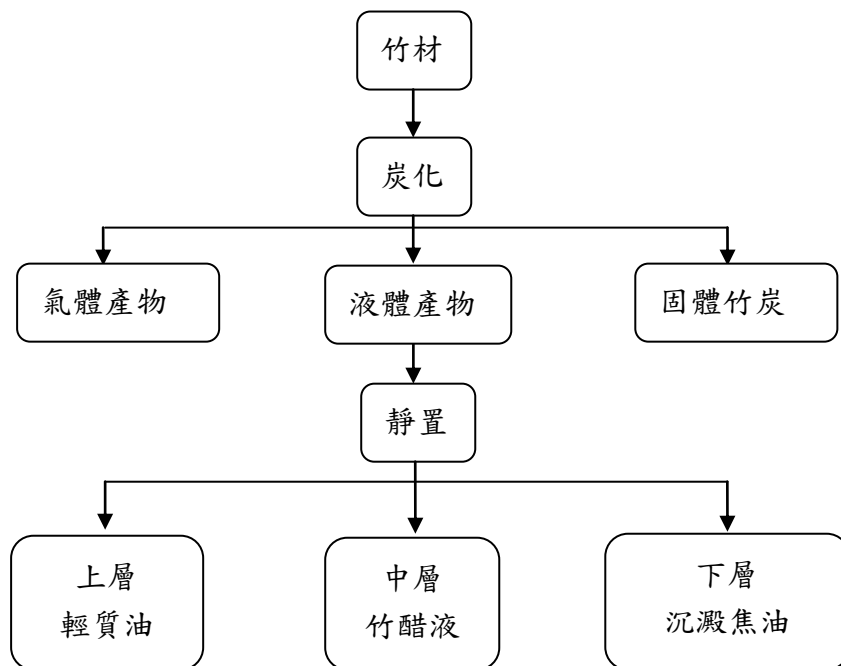 竹材
炭化
氣體產物
液體產物
固體竹炭
靜置
上層
輕質油
中層
竹醋液
下層
沉澱焦油